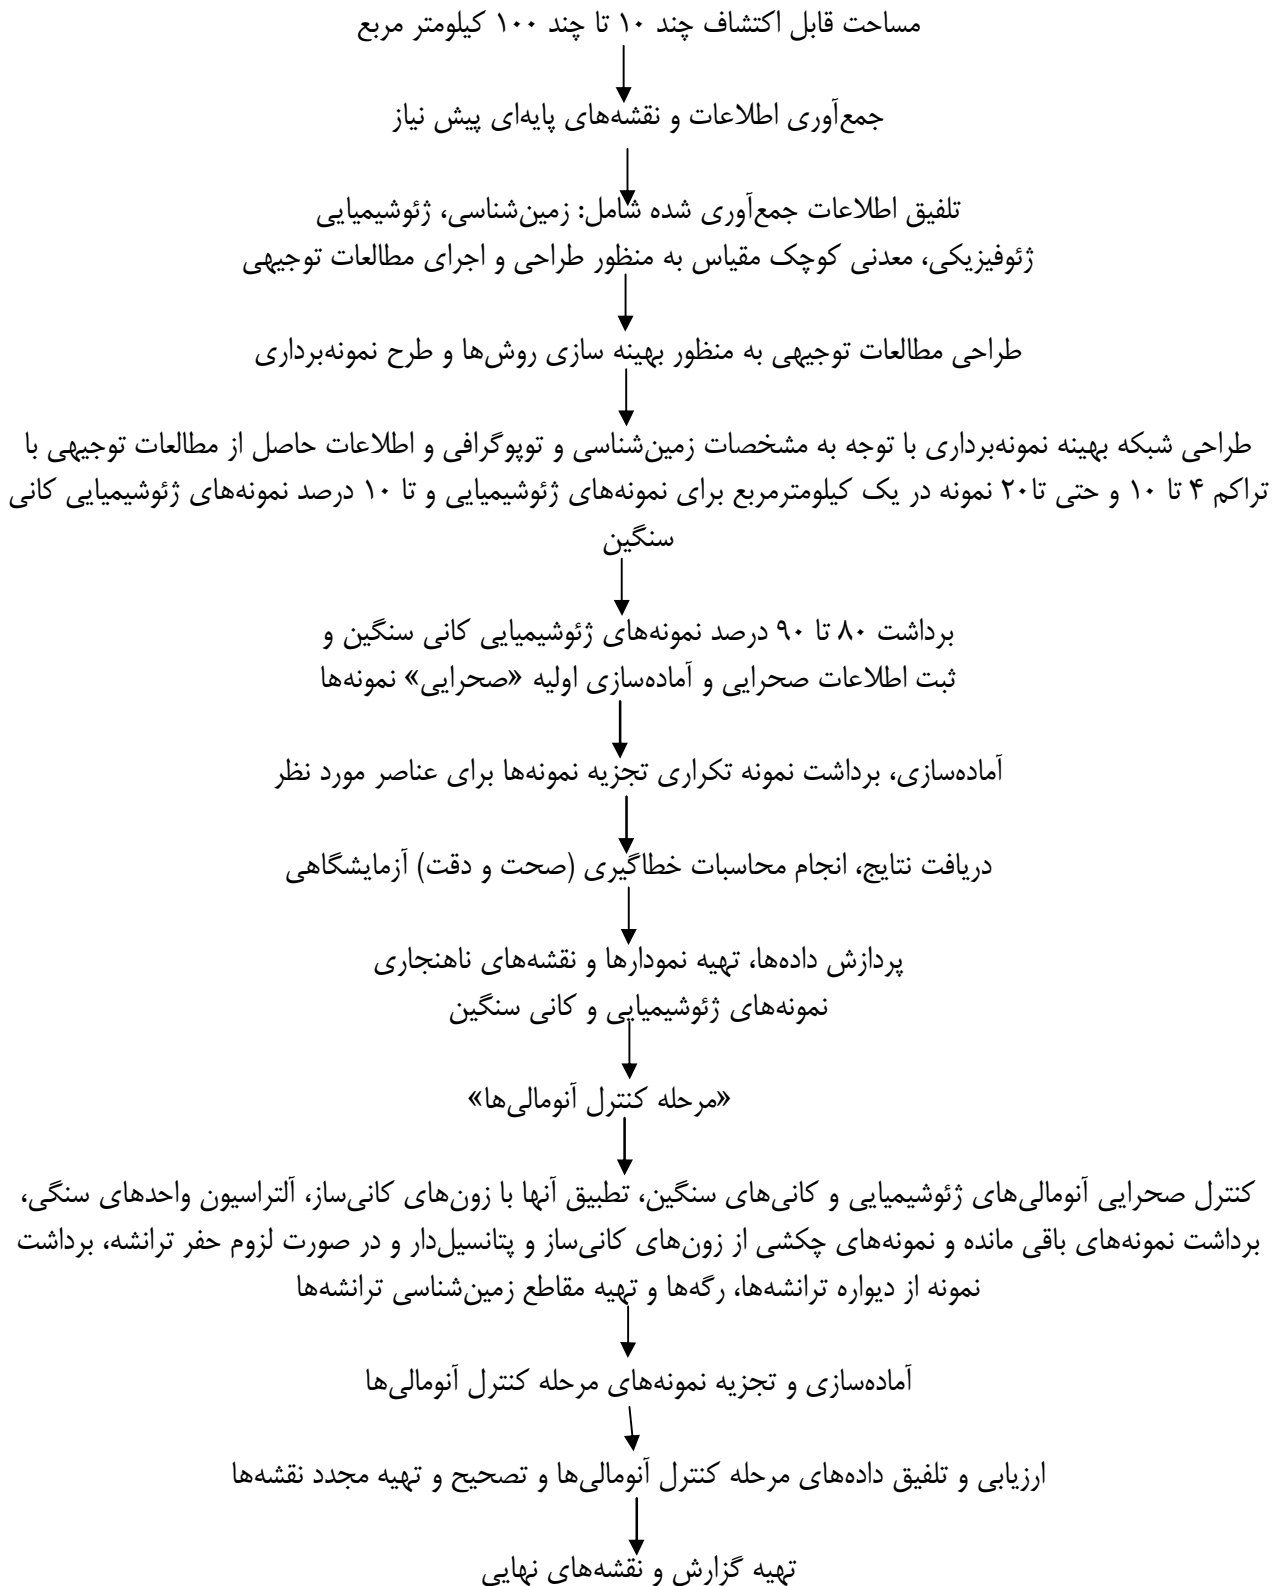 مساحت قابل اکتشاف چند ۱۰ تا چند ۱۰۰ کیلومتر مربع
جمع‌آوری اطلاعات و نقشه‌های پایه‌ای پیش نیاز
تلفیق اطلاعات جمع‌آوری شده شامل: زمین‌شناسی، ژئوشیمیایی
ژئوفیزیکی، معدنی کوچک مقیاس به منظور طراحی و اجرای مطالعات توجیهی
طراحی مطالعات توجیهی به منظور بهینه سازی روش‌ها و طرح نمونه‌برداری
طراحی شبکه بهینه نمونه‌برداری با توجه به مشخصات زمین‌شناسی و توپوگرافی و اطلاعات حاصل از مطالعات توجیهی با
تراکم ۴ تا ۱۰ و حتی تا۲۰ نمونه در یک کیلومترمربع برای نمونه‌های ژئوشیمیایی و تا ۱۰ درصد نمونه‌های ژئوشیمیایی کانی
سنگین
برداشت ۸۰ تا ۹۰ درصد نمونه‌های ژئوشیمیایی کانی سنگین و
ثبت اطلاعات صحرایی و آماده‌سازی اولیه «صحرایی» نمونه‌ها
آماده‌سازی، برداشت نمونه تکراری تجزیه نمونه‌ها برای عناصر مورد نظر
دریافت نتایج، انجام محاسبات خطاگیری (صحت و دقت) آزمایشگاهی
پردازش داده‌ها، تهیه نمودارها و نقشه‌های ناهنجاری
نمونه‌های ژئوشیمیایی و کانی سنگین
«مرحله کنترل آنومالی‌ها»
کنترل صحرایی آنومالی‌های ژئوشیمیایی و کانی‌های سنگین، تطبیق آنها با زون‌های کانی‌ساز، آلتراسیون واحدهای سنگی،
برداشت نمونه‌های باقی مانده و نمونه‌های چکشی از زون‌های کانی‌ساز و پتانسیل‌دار و در صورت لزوم حفر ترانشه، برداشت
نمونه از دیواره ترانشه‌ها، رگه‌ها و تهیه مقاطع زمین‌شناسی ترانشه‌ها
آماده‌سازی و تجزیه نمونه‌های مرحله کنترل آنومالی‌ها
ارزیابی و تلفیق داده‌های مرحله کنترل آنومالی‌ها و تصحیح و تهیه مجدد نقشه‌ها
تهیه گزارش و نقشه‌های نهایی